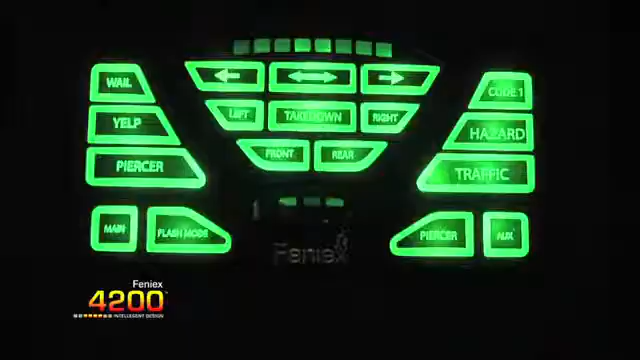 WAIL
CODE 1
LEFT
TAKEDOWN
RIGHT
YELP
HAZARD
FRONT
REAR
PIERCER
TRAFFIC
MAIN
FLASH MODE
PIERCER
AUX
Feniex
Feniex
4200
INTELLIGENT DESIGN